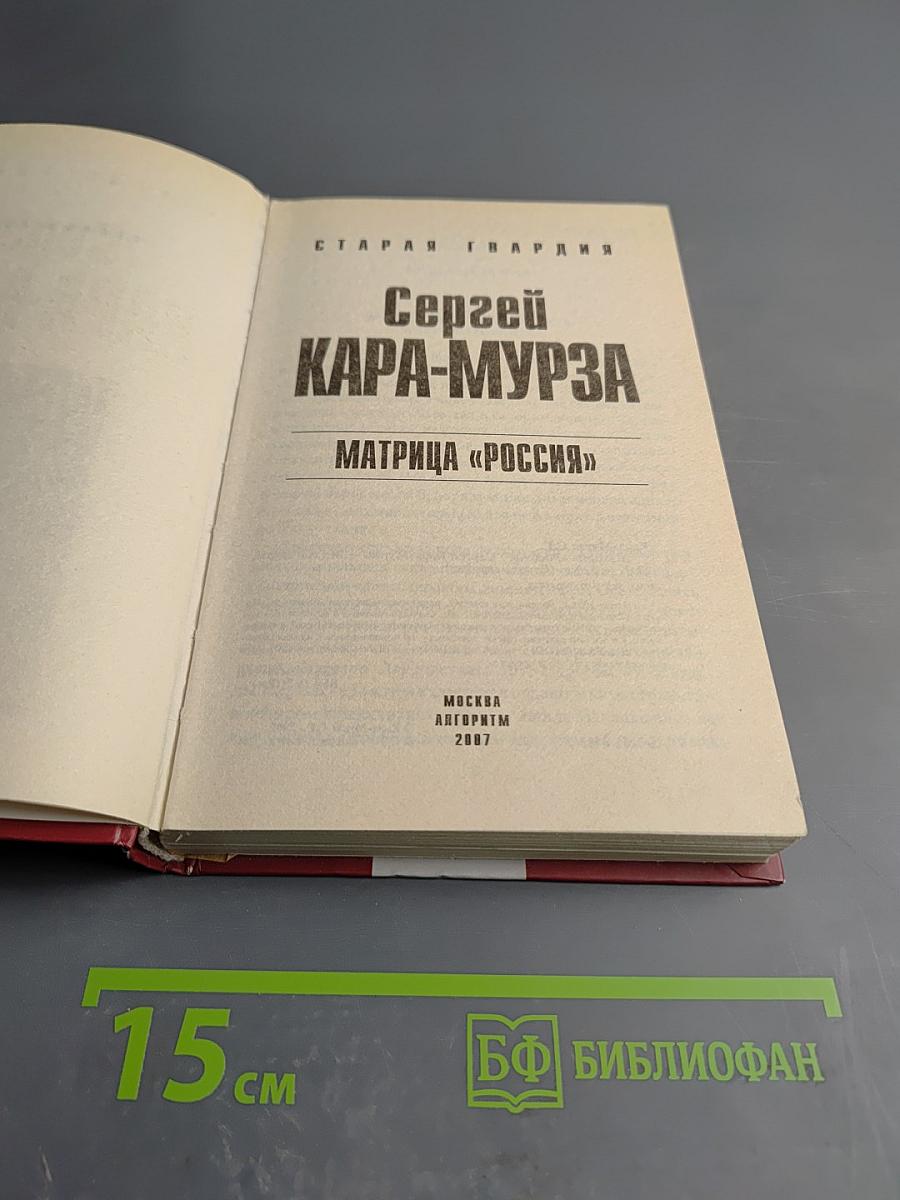 СТАРАЯ ГВАРДИЯ
Сергей
КАРА-МУРЗА
МАТРИЦА «РОССИЯ»
МОСКВА
АЛГОРИТМ
2007
15 см
БФ БИБЛИОФАН